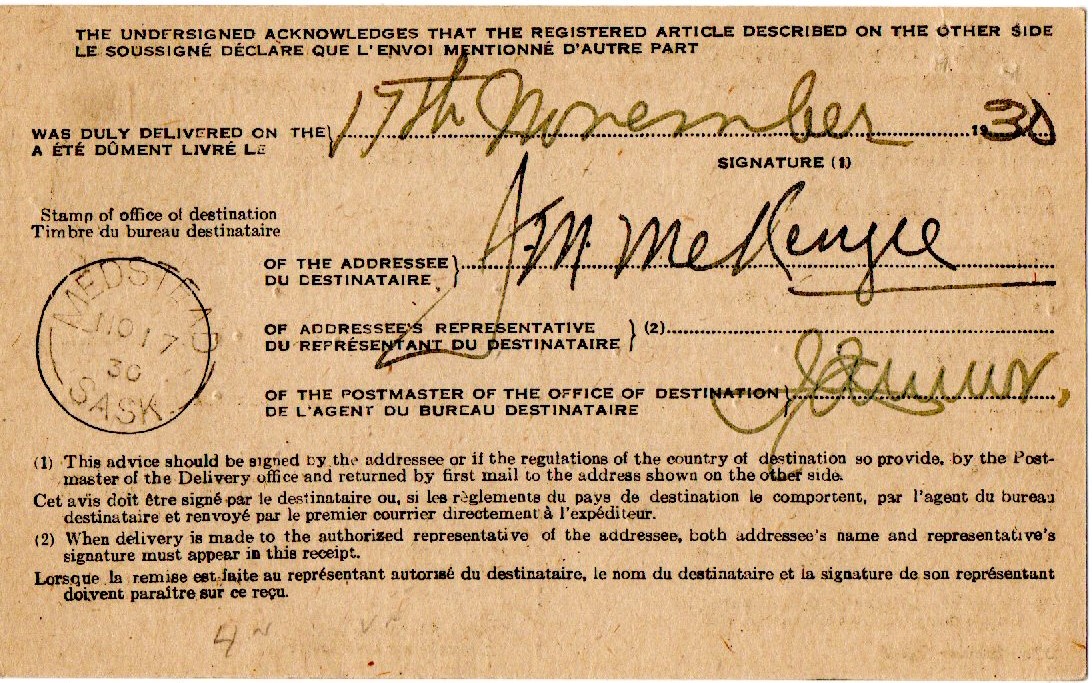 THE UNDERSIGNED ACKNOWLEDGES THAT THE REGISTERED ARTICLE DESCRIBED ON THE OTHER SIDE
LE SOUSSIGNÉ DÉCLARE QUE L'ENVOI MENTIONNÉ D'AUTRE PART
WAS DULY DELIVERED ON THE } 17th November 1930
A ÉTÉ DÛMENT LIVRÉ LE
SIGNATURE (1)
Stamp of office of destination
Timbre du bureau destinataire
OF THE ADDRESSEE } J. M. McKenzie
DU DESTINATAIRE
MEDSTEAD
NO 17
30
SASK.
OF ADDRESSEE'S REPRESENTATIVE } (2)
DU REPRÉSENTANT DU DESTINATAIRE
OF THE POSTMASTER OF THE OFFICE OF DESTINATION }
DE L'AGENT DU BUREAU DESTINATAIRE
(1) This advice should be signed by the addressee or if the regulations of the country of destination so provide, by the Post-
master of the Delivery office and returned by first mail to the address shown on the other side.
Cet avis doit être signé par le destinataire ou, si les règlements du pays de destination le comportent, par l'agent du bureau
destinataire et renvoyé par le premier courrier directement à l'expéditeur.
(2) When delivery is made to the authorized representative of the addressee, both addressee's name and representative's
signature must appear in this receipt.
Lorsque la remise est faite au représentant autorisé du destinataire, le nom du destinataire et la signature de son représentant
doivent paraître sur ce reçu.